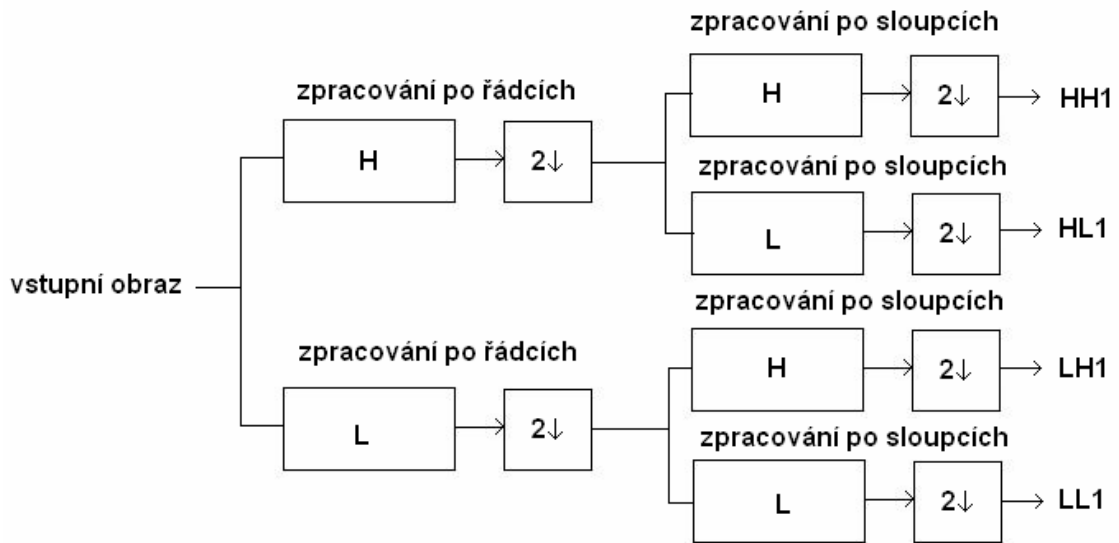 zpracování po sloupcích
H
2↓
HH1
zpracování po řádcích
H
2↓
zpracování po sloupcích
L
2↓
HL1
vstupní obraz
zpracování po sloupcích
H
2↓
LH1
zpracování po řádcích
L
2↓
zpracování po sloupcích
L
2↓
LL1